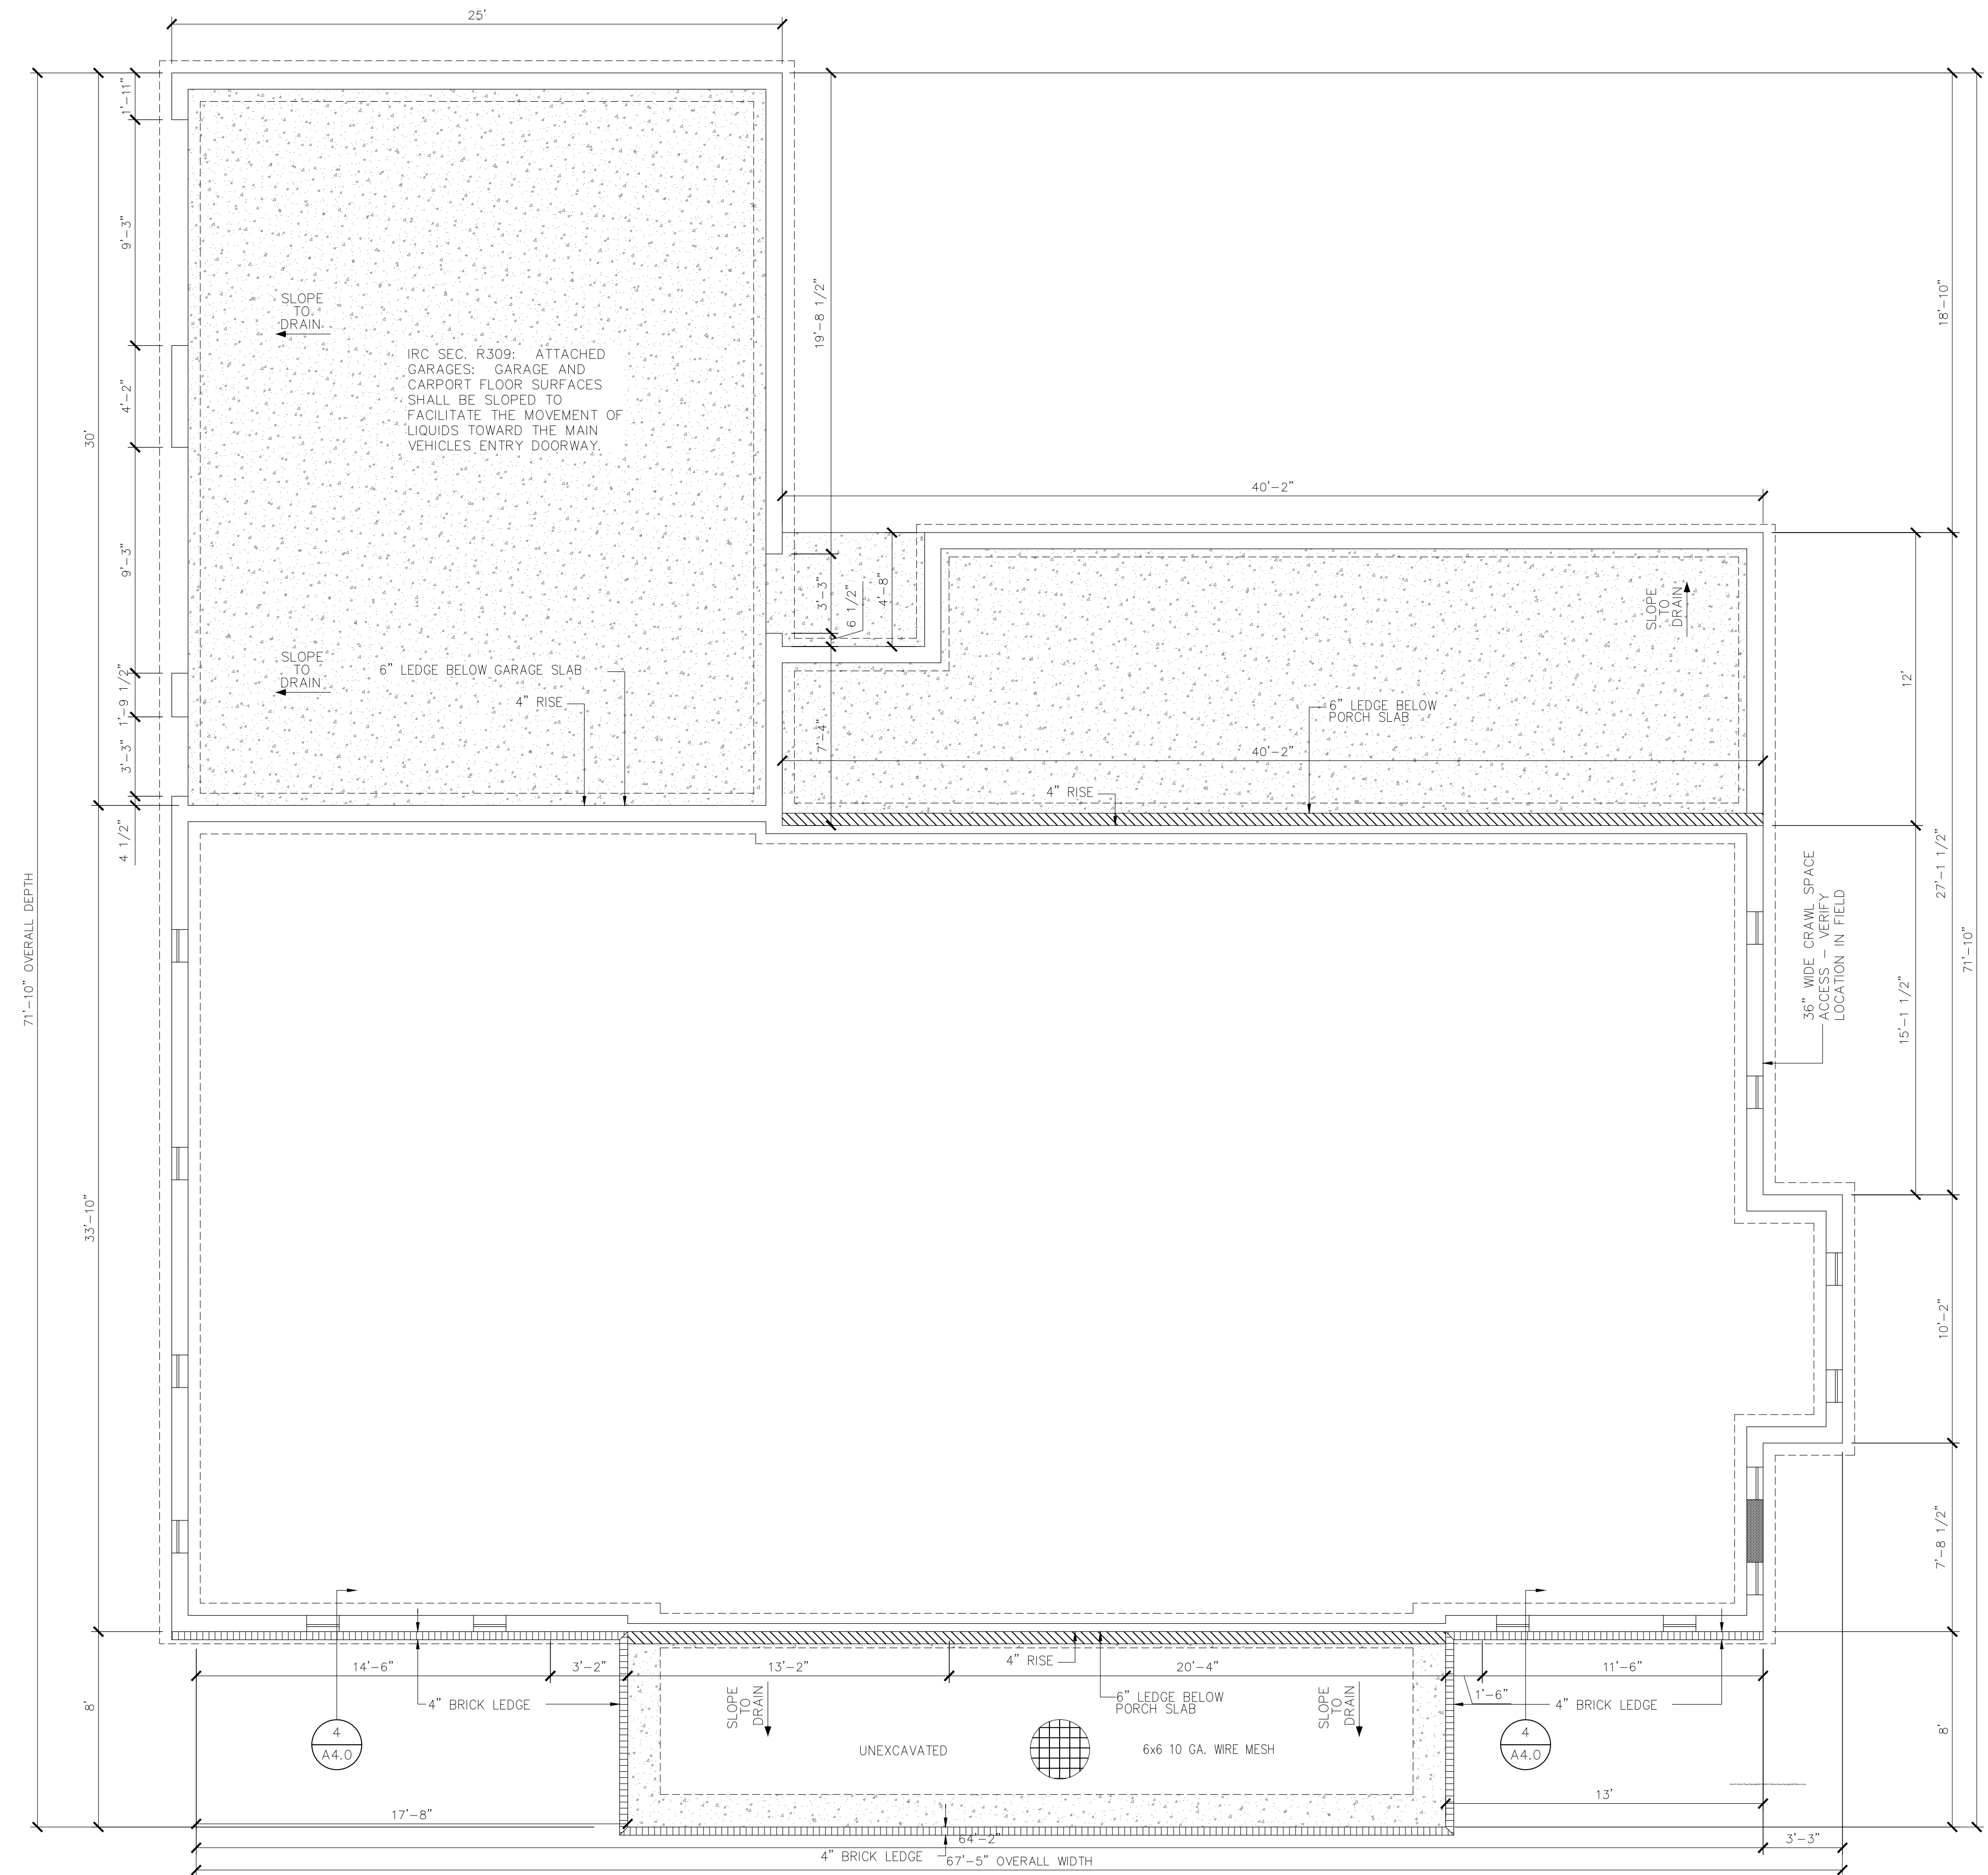 25'
1'-11"
9'-3"
4'-2"
9'-3"
1'-9 1/2"
3'-3"
4 1/2"
30'
33'-10"
8'
71'-10" OVERALL DEPTH
SLOPE
TO
DRAIN
IRC SEC. R309: ATTACHED
GARAGES: GARAGE AND
CARPORT FLOOR SURFACES
SHALL BE SLOPED TO
FACILITATE THE MOVEMENT OF
LIQUIDS TOWARD THE MAIN
VEHICLES ENTRY DOORWAY.
SLOPE
TO
DRAIN
6" LEDGE BELOW GARAGE SLAB
4" RISE
19'-8 1/2"
3'-3"
6 1/2"
4'-8"
7'-4"
40'-2"
SLOPE
TO
DRAIN
6" LEDGE BELOW
PORCH SLAB
40'-2"
4" RISE
18'-10"
12'
27'-1 1/2"
15'-1 1/2"
71'-10"
36" WIDE CRAWL SPACE
ACCESS – VERIFY
LOCATION IN FIELD
10'-2"
7'-8 1/2"
8'
14'-6"
3'-2"
13'-2"
4" RISE
20'-4"
1'-6"
11'-6"
4" BRICK LEDGE
SLOPE
TO
DRAIN
6" LEDGE BELOW
PORCH SLAB
SLOPE
TO
DRAIN
4" BRICK LEDGE
4
A4.0
UNEXCAVATED
6x6 10 GA. WIRE MESH
4
A4.0
17'-8"
13'
64'-2"
3'-3"
4" BRICK LEDGE
67'-5" OVERALL WIDTH